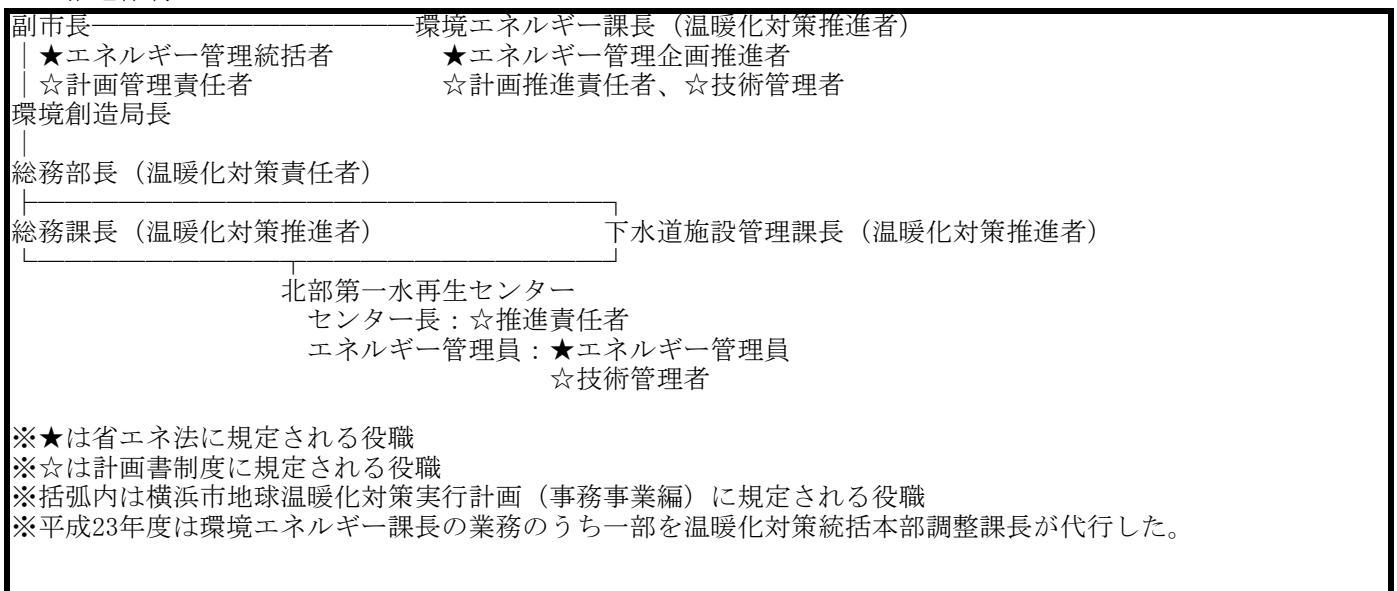 副市長────────────環境エネルギー課長（温暖化対策推進者）
│★エネルギー管理統括者　　　　★エネルギー管理企画推進者
│☆計画管理責任者　　　　　　　☆計画推進責任者、☆技術管理者
環境創造局長
│
総務部長（温暖化対策責任者）
├─────────────────────┐
総務課長（温暖化対策推進者）　　　　　　　　下水道施設管理課長（温暖化対策推進者）
└─────────┬───────────┘
北部第一水再生センター
センター長：☆推進責任者
エネルギー管理員：★エネルギー管理員
☆技術管理者
※★は省エネ法に規定される役職
※☆は計画書制度に規定される役職
※括弧内は横浜市地球温暖化対策実行計画（事務事業編）に規定される役職
※平成23年度は環境エネルギー課長の業務のうち一部を温暖化対策統括本部調整課長が代行した。